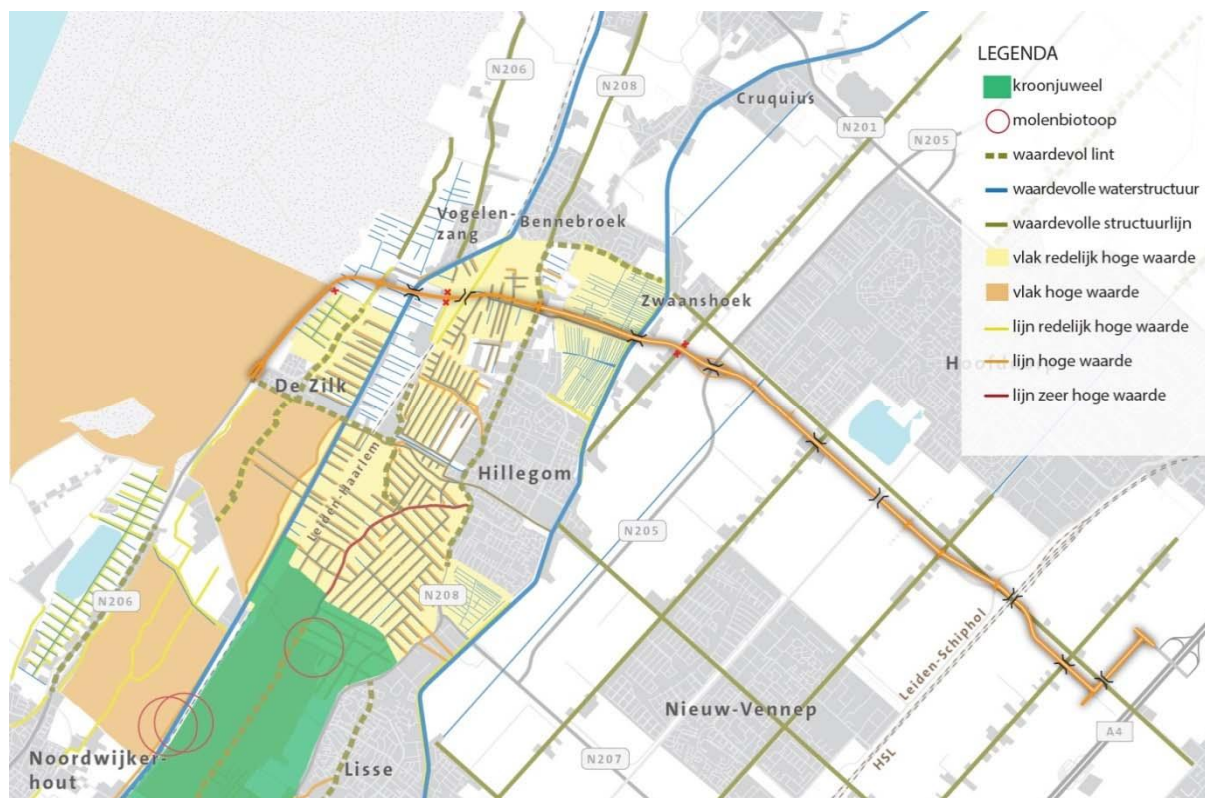 N206
N208
Cruquius
N201
N205
LEGENDA
kroonjuweel
molenbiotoop
waardevol lint
waardevolle waterstructuur
waardevolle structuurlijn
vlak redelijk hoge waarde
vlak hoge waarde
lijn redelijk hoge waarde
lijn hoge waarde
lijn zeer hoge waarde
Vogelen-
zang
Bennebroek
Zwaanshoek
De Zilk
Hillegom
Leiden-Haarlem
N205
N206
N208
Leiden-Schiphol
HSL
Nieuw-Vennep
A4
Noordwijker-
hout
Lisse
N207